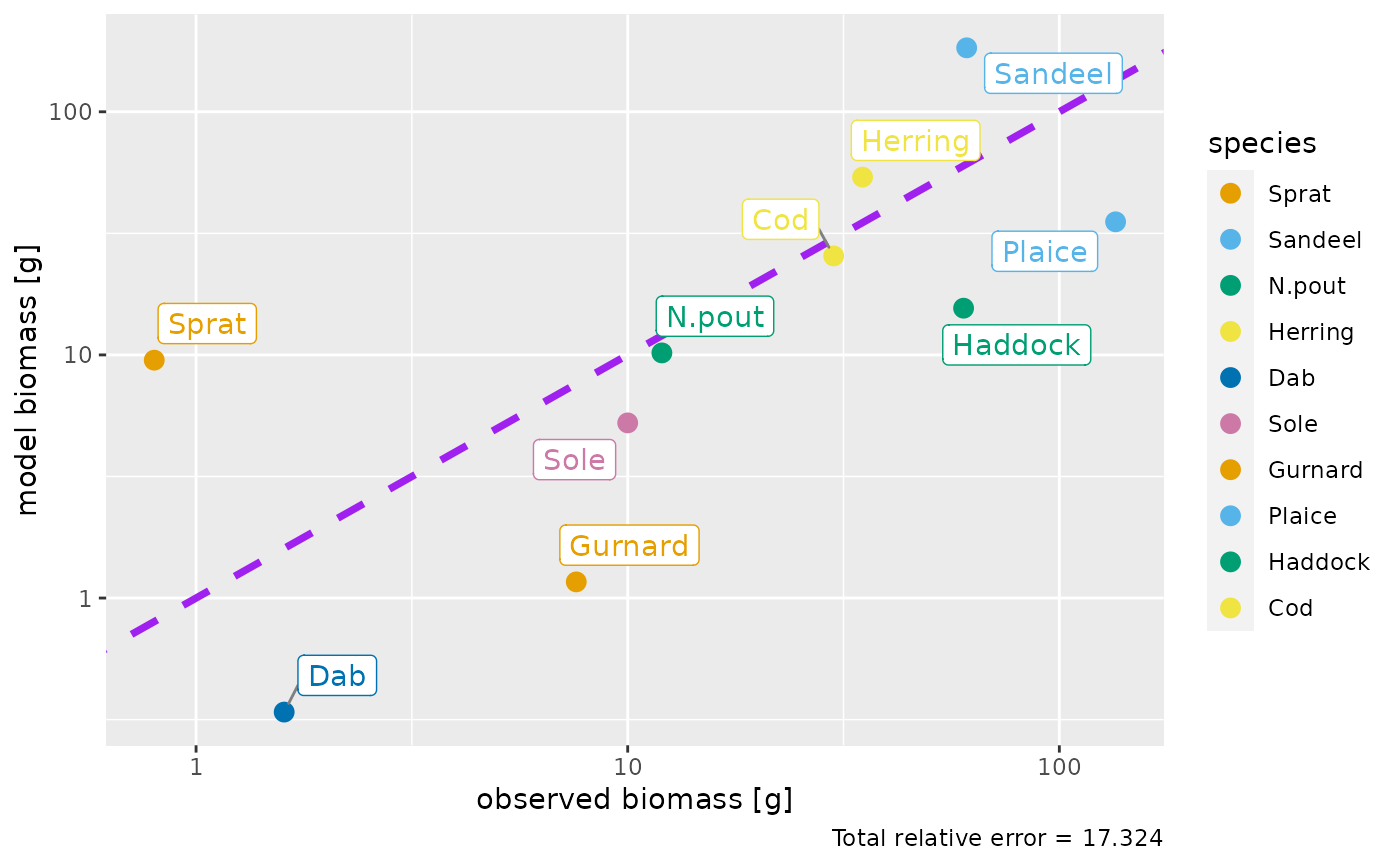 model biomass [g]
100
10
1
Sandeel
Herring
Cod
Plaice
Sprat
N.pout
Haddock
Sole
Gurnard
Dab
1
10
100
observed biomass [g]
Total relative error = 17.324
species
Sprat
Sandeel
N.pout
Herring
Dab
Sole
Gurnard
Plaice
Haddock
Cod